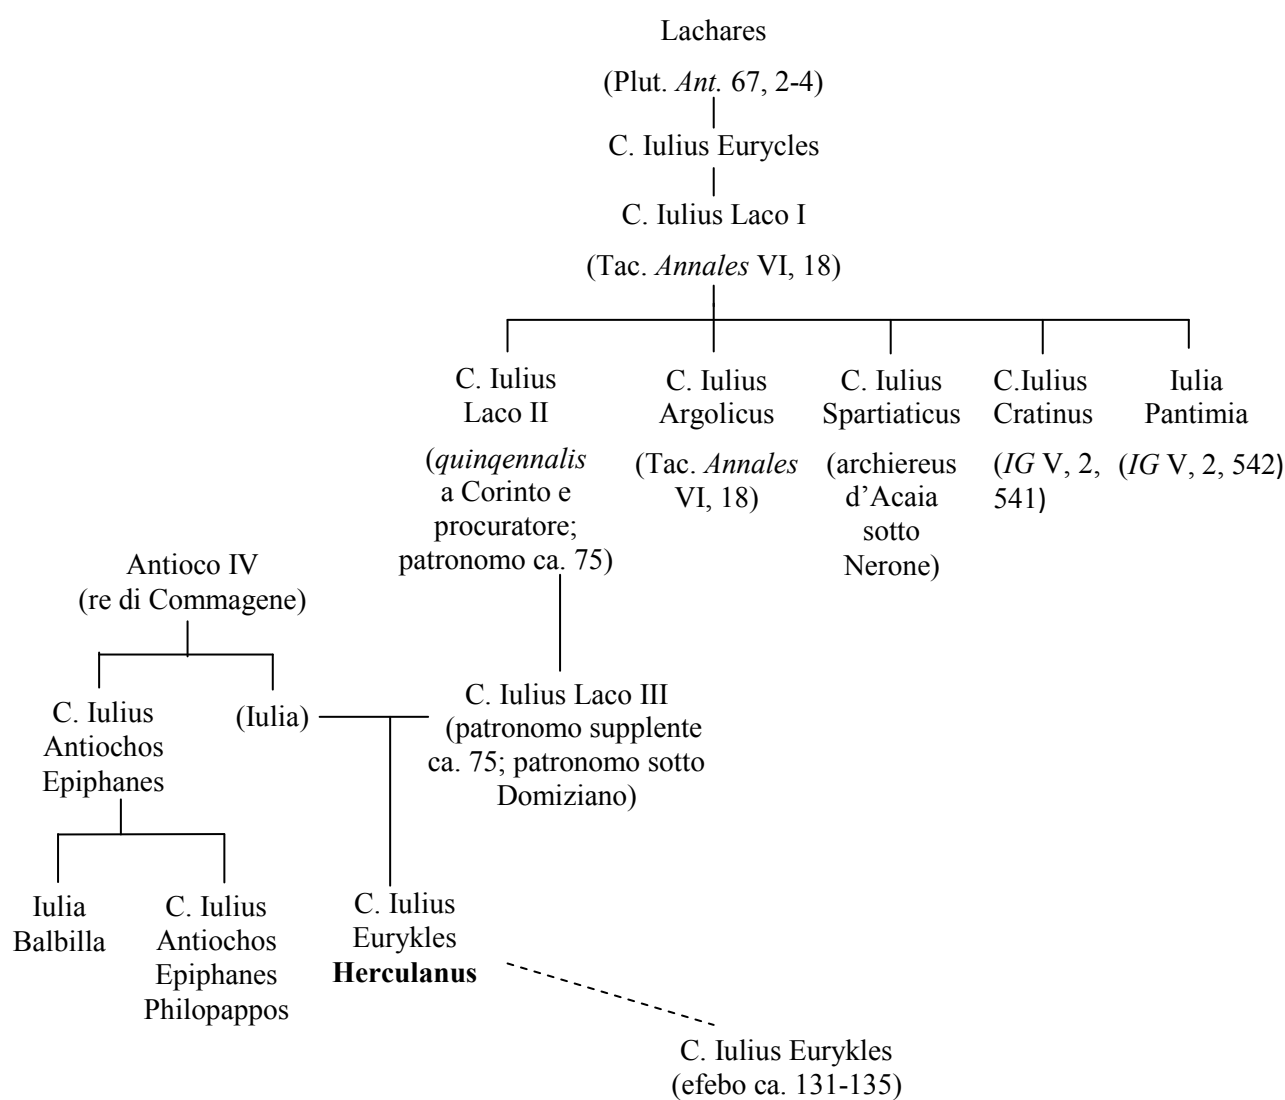 Lachares
(Plut. Ant. 67, 2-4)
C. Iulius Eurycles
C. Iulius Laco I
(Tac. Annales VI, 18)
C. Iulius
Laco II
(quinqennalis
a Corinto e
procuratore;
patronomo ca. 75)
C. Iulius
Argolicus
(Tac. Annales
VI, 18)
C. Iulius
Spartiaticus
(archiereus
d’Acaia
sotto
Nerone)
C.Iulius
Cratinus
(IG V, 2,
541)
Iulia
Pantimia
(IG V, 2, 542)
Antioco IV
(re di Commagene)
C. Iulius
Antiochos
Epiphanes
(Iulia)
C. Iulius Laco III
(patronomo supplente
ca. 75; patronomo sotto
Domiziano)
Iulia
Balbilla
C. Iulius
Antiochos
Epiphanes
Philopappos
C. Iulius
Eurykles
Herculanus
C. Iulius Eurykles
(efebo ca. 131-135)